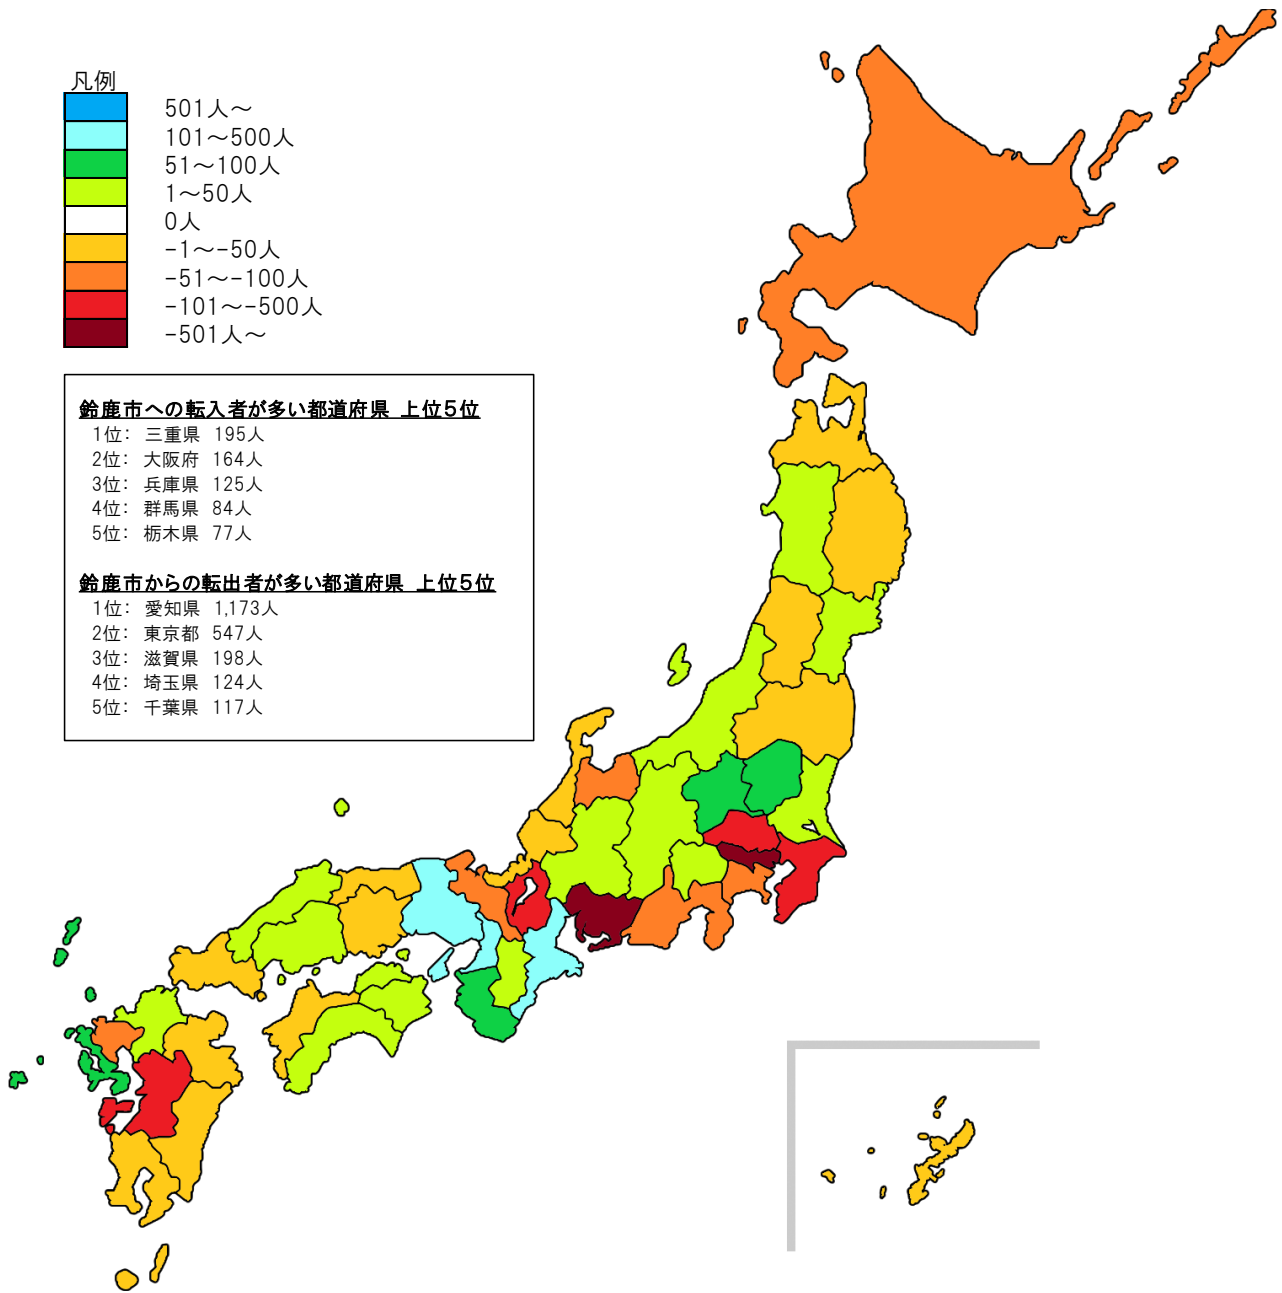 凡例
501人～
101～500人
51～100人
1～50人
0人
-1～-50人
-51～-100人
-101～-500人
-501人～
鈴鹿市への転入者が多い都道府県 上位５位
1位： 三重県 195人
2位： 大阪府 164人
3位： 兵庫県 125人
4位： 群馬県 84人
5位： 栃木県 77人
鈴鹿市からの転出者が多い都道府県 上位５位
1位： 愛知県 1,173人
2位： 東京都 547人
3位： 滋賀県 198人
4位： 埼玉県 124人
5位： 千葉県 117人